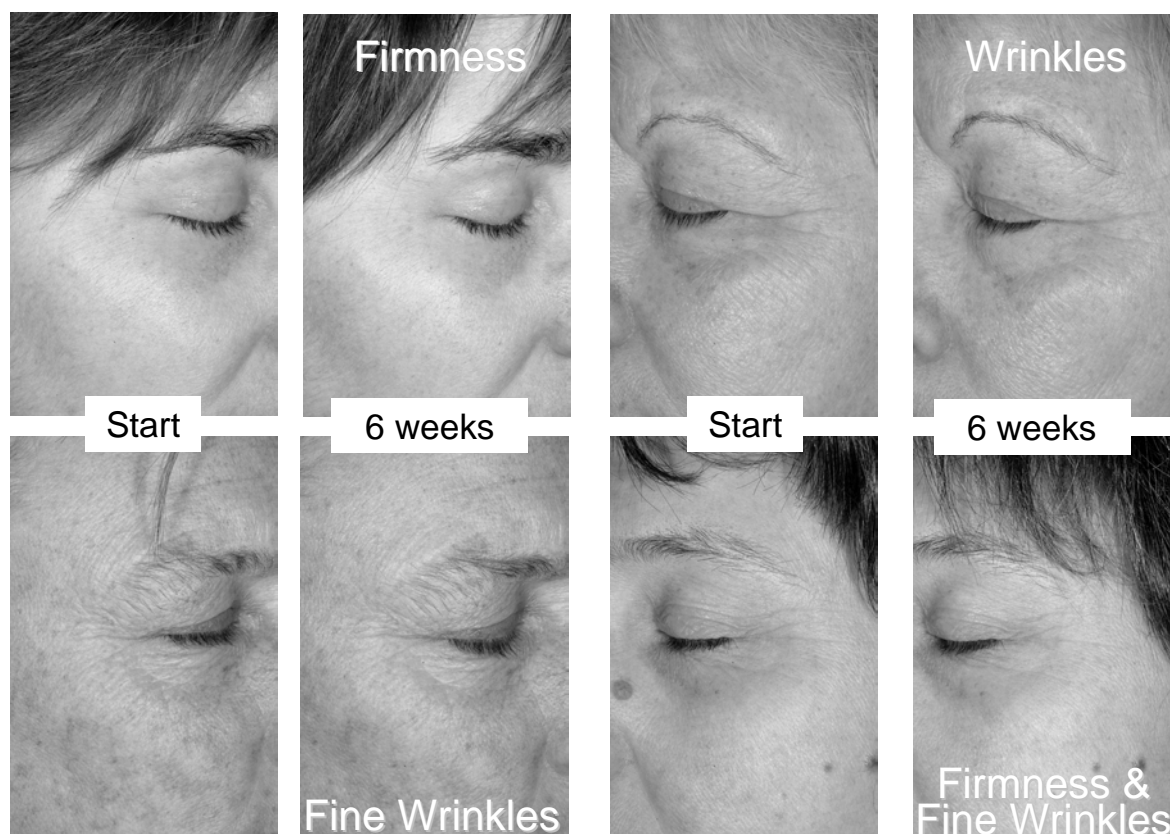 Firmness
Wrinkles
Start
6 weeks
Start
6 weeks
Fine Wrinkles
Firmness &
Fine Wrinkles